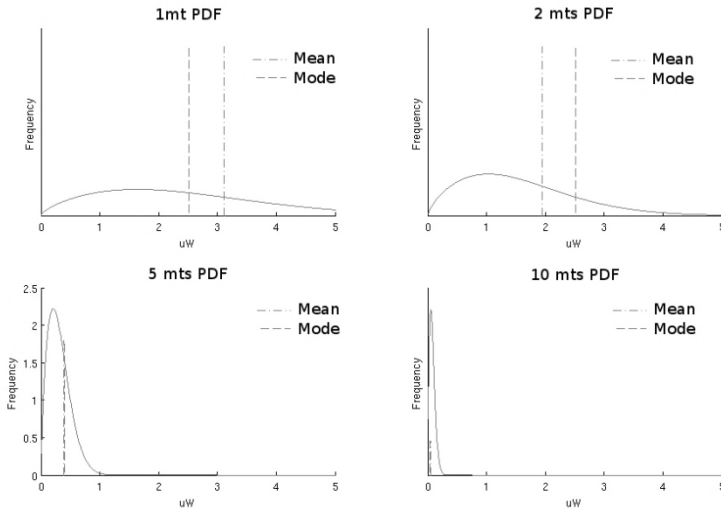 1mt PDF
Mean
Mode
Frequency
0 1 2 3 4 5
uW
2 mts PDF
Mean
Mode
Frequency
0 1 2 3 4 5
uW
5 mts PDF
2.5
2
1.5
1
0.5
0
Mean
Mode
Frequency
0 1 2 3 4 5
uW
10 mts PDF
Mean
Mode
Frequency
0 1 2 3 4 5
uW